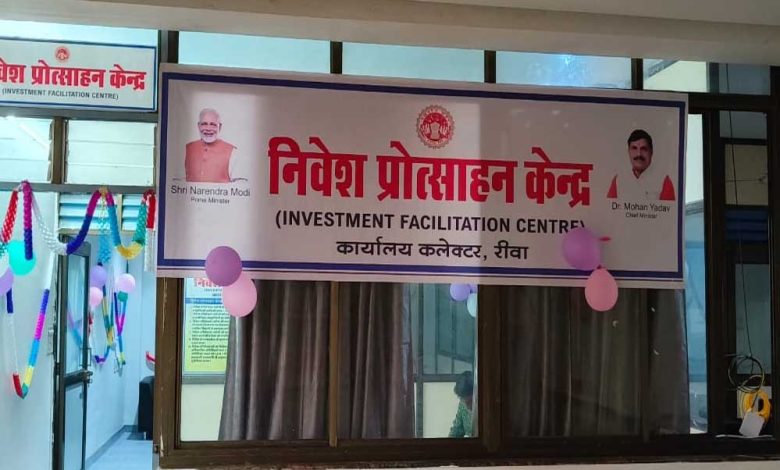 निवेश प्रोत्साहन केन्द्र
(INVESTMENT FACILITATION CENTRE)
Shri Narendra Modi
Prime Minister
निवेश प्रोत्साहन केन्द्र
(INVESTMENT FACILITATION CENTRE)
कार्यालय कलेक्टर, रीवा
Dr. Mohan Yadav
Chief Minister